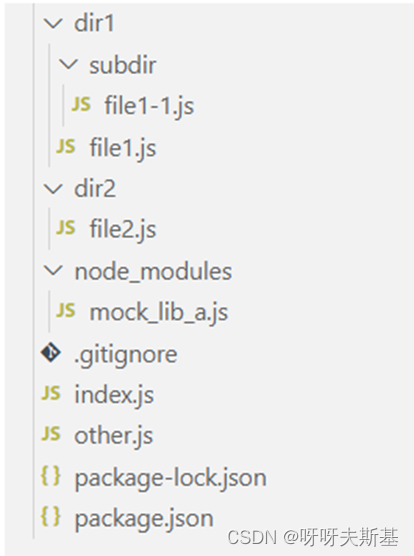 dir1
subdir
JS file1-1.js
JS file1.js
dir2
JS file2.js
node_modules
JS mock_lib_a.js
.gitignore
JS index.js
JS other.js
{} package-lock.json
{} package.json
CSDN @呀呀夫斯基